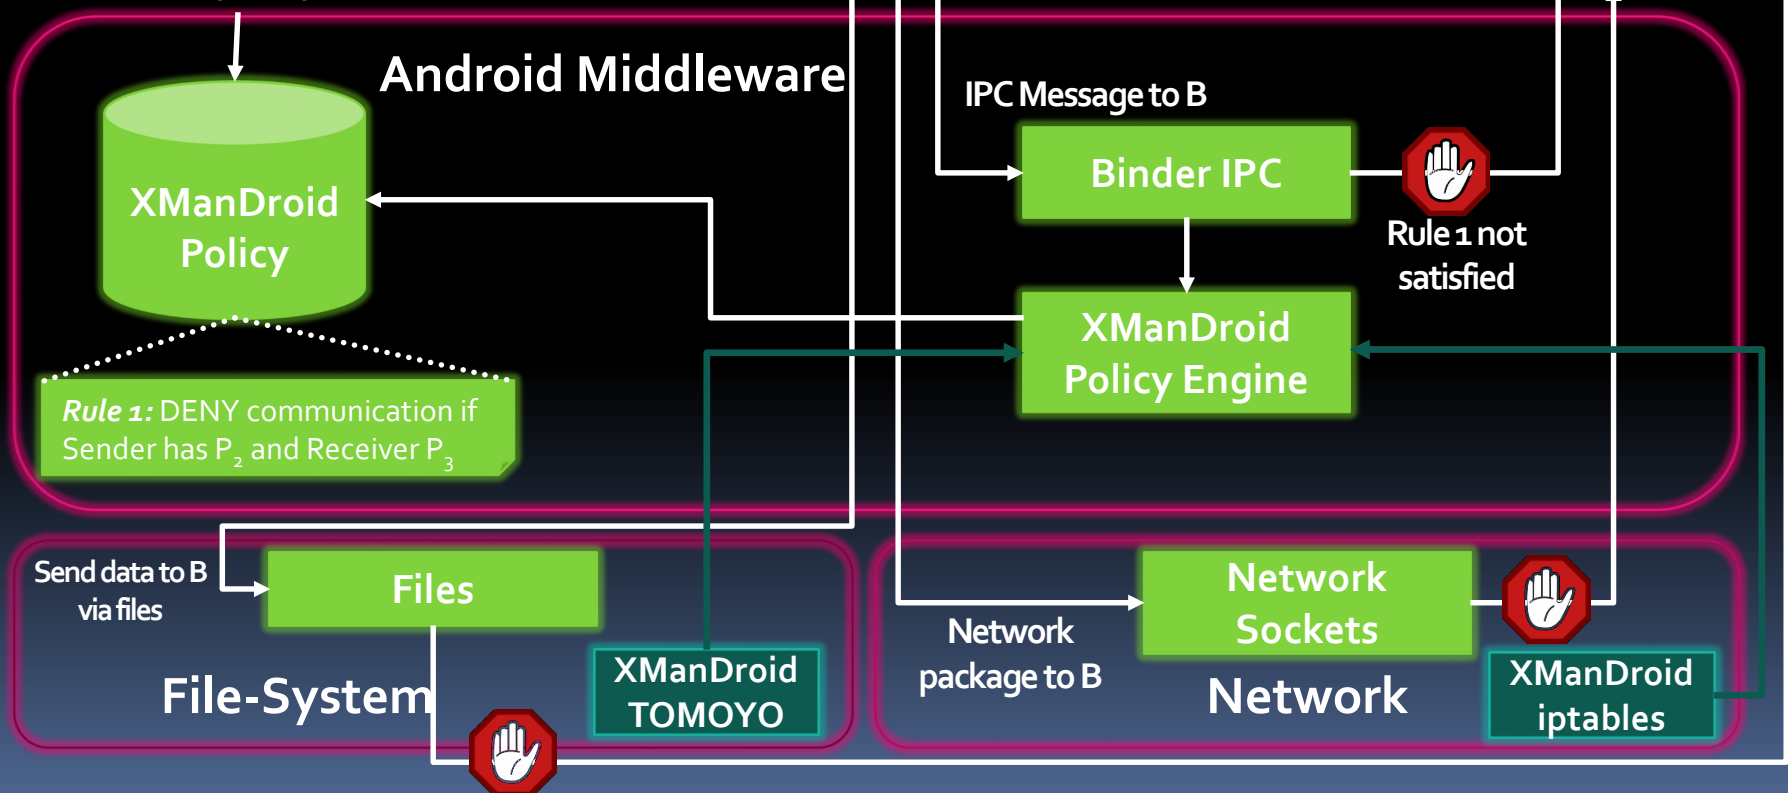 Android Middleware
IPC Message to B
Binder IPC
XManDroid
Policy
Rule 1 not
satisfied
XManDroid
Policy Engine
Rule 1: DENY communication if
Sender has P2 and Receiver P3
Send data to B
via files
Files
File-System
XManDroid
TOMOYO
Network
Sockets
Network
package to B
Network
XManDroid
iptables